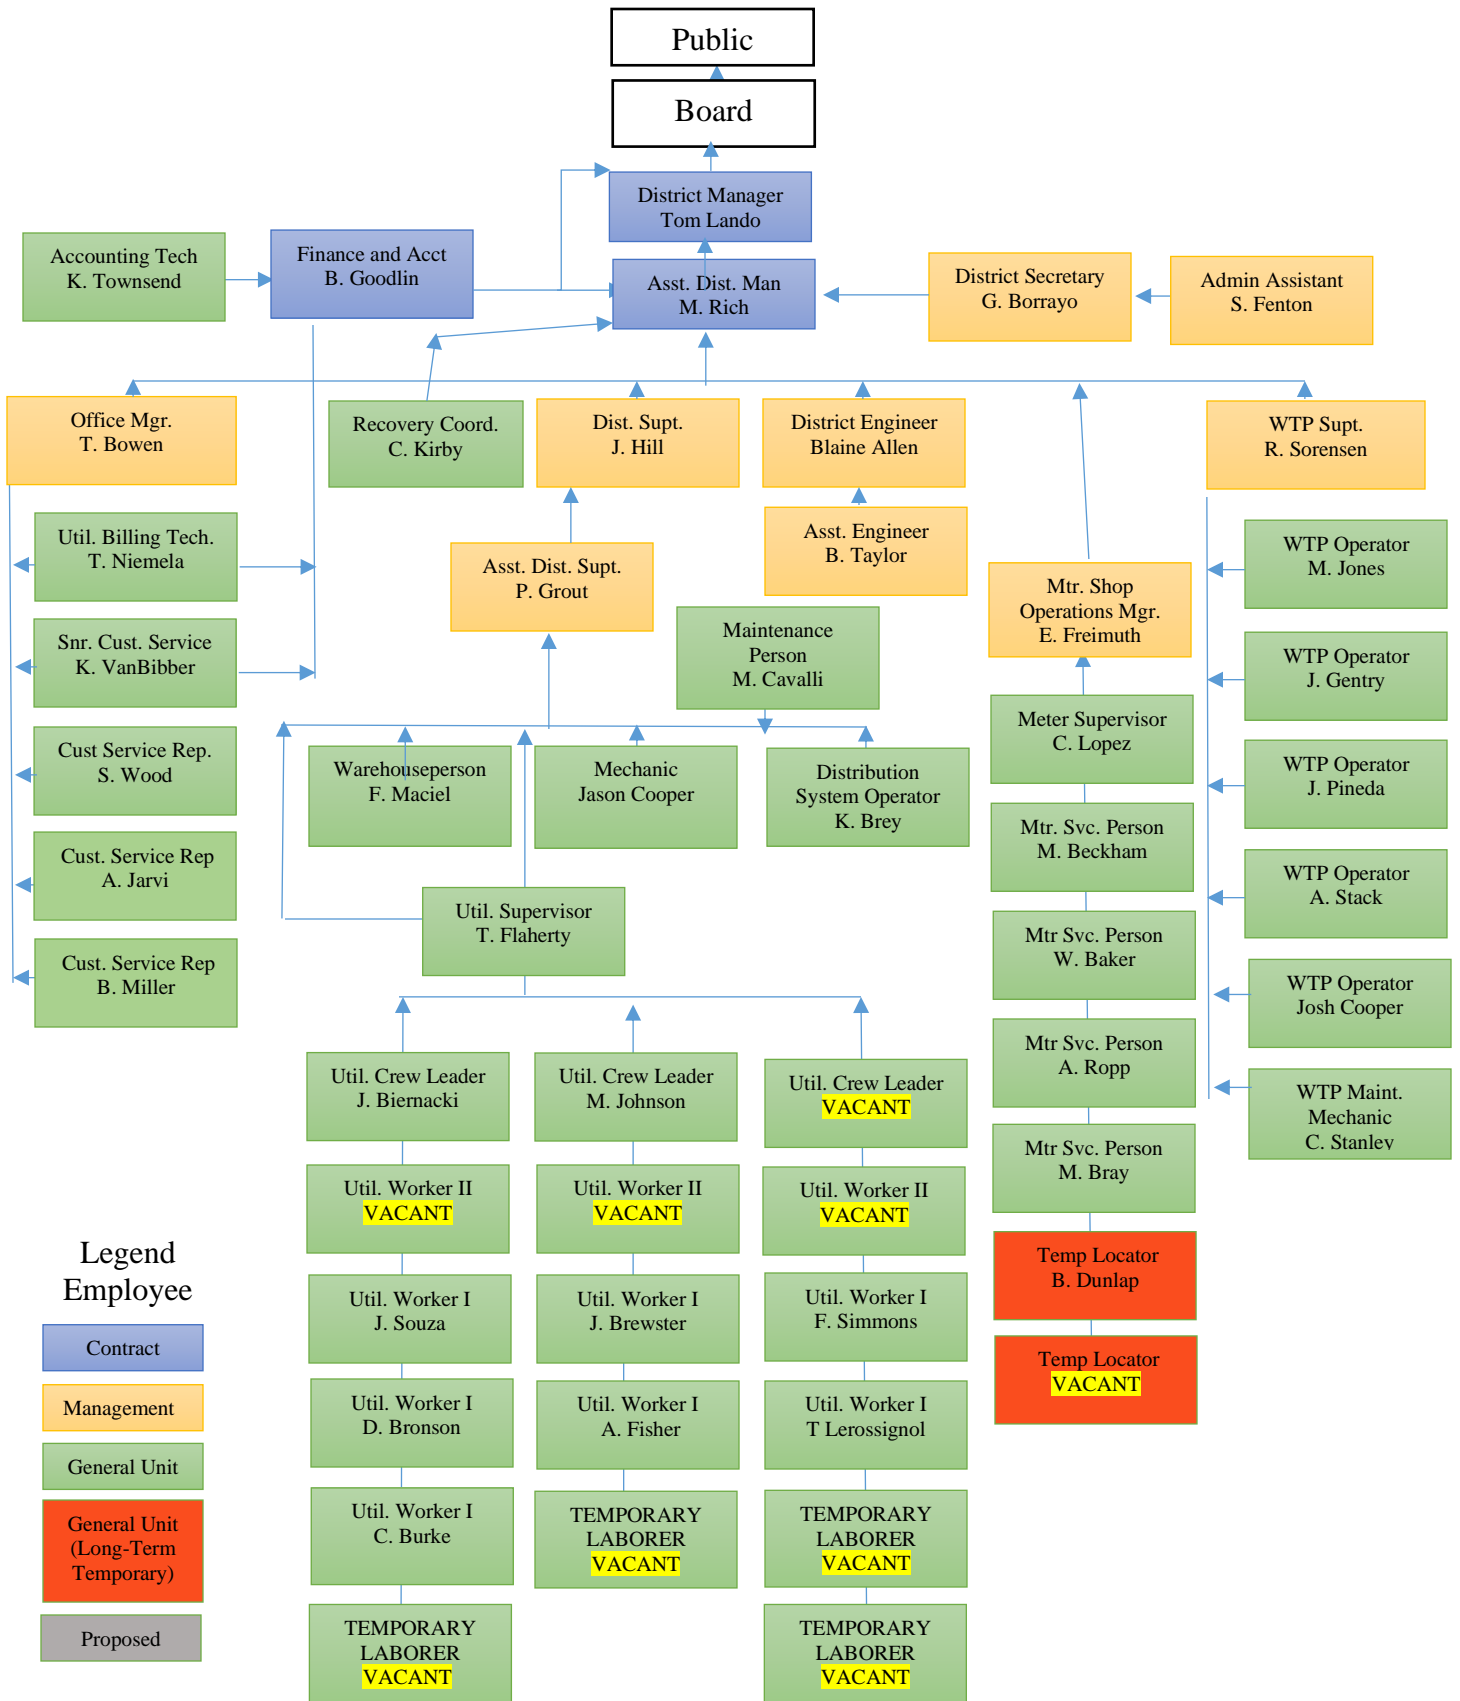 Public
Board
District Manager
Tom Lando
Accounting Tech
K. Townsend
Finance and Acct
B. Goodlin
Asst. Dist. Man
M. Rich
District Secretary
G. Borrayo
Admin Assistant
S. Fenton
Office Mgr.
T. Bowen
Recovery Coord.
C. Kirby
Dist. Supt.
J. Hill
District Engineer
Blaine Allen
WTP Supt.
R. Sorensen
Util. Billing Tech.
T. Niemela
Snr. Cust. Service
K. VanBibber
Cust Service Rep.
S. Wood
Cust. Service Rep
A. Jarvi
Cust. Service Rep
B. Miller
Asst. Dist. Supt.
P. Grout
Asst. Engineer
B. Taylor
Maintenance
Person
M. Cavalli
Mtr. Shop
Operations Mgr.
E. Freimuth
Warehouseperson
F. Maciel
Mechanic
Jason Cooper
Distribution
System Operator
K. Brey
Util. Supervisor
T. Flaherty
Util. Crew Leader
J. Biernacki
Util. Worker II
VACANT
Util. Worker I
J. Souza
Util. Worker I
D. Bronson
Util. Worker I
C. Burke
TEMPORARY
LABORER
VACANT
Util. Crew Leader
M. Johnson
Util. Worker II
VACANT
Util. Worker I
J. Brewster
Util. Worker I
A. Fisher
TEMPORARY
LABORER
VACANT
Util. Crew Leader
VACANT
Util. Worker II
VACANT
Util. Worker I
F. Simmons
Util. Worker I
T Lerossignol
TEMPORARY
LABORER
VACANT
TEMPORARY
LABORER
VACANT
Meter Supervisor
C. Lopez
Mtr. Svc. Person
M. Beckham
Mtr Svc. Person
W. Baker
Mtr Svc. Person
A. Ropp
Mtr Svc. Person
M. Bray
Temp Locator
B. Dunlap
Temp Locator
VACANT
WTP Operator
M. Jones
WTP Operator
J. Gentry
WTP Operator
J. Pineda
WTP Operator
A. Stack
WTP Operator
Josh Cooper
WTP Maint.
Mechanic
C. Stanley
Legend
Employee
Contract
Management
General Unit
General Unit
(Long-Term
Temporary)
Proposed